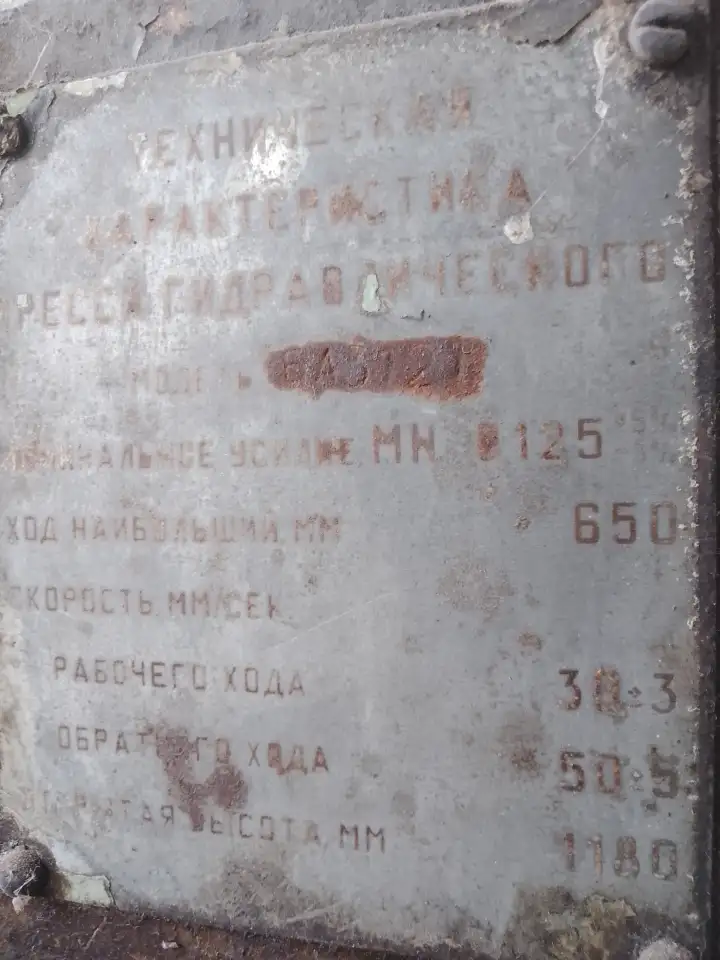 ТЕХНИЧЕСКАЯ
ХАРАКТЕРИСТИКА
ПРЕССА ГИДРАВЛИЧЕСКОГО
МОДЕЛЬ
НОМИНАЛЬНОЕ УСИЛИЕ, МН
ХОД НАИБОЛЬШИЙ, ММ 650
СКОРОСТЬ, ММ/СЕК
РАБОЧЕГО ХОДА 30÷3
ОБРАТНОГО ХОДА 50÷5
ОТКРЫТАЯ ВЫСОТА, ММ 1180